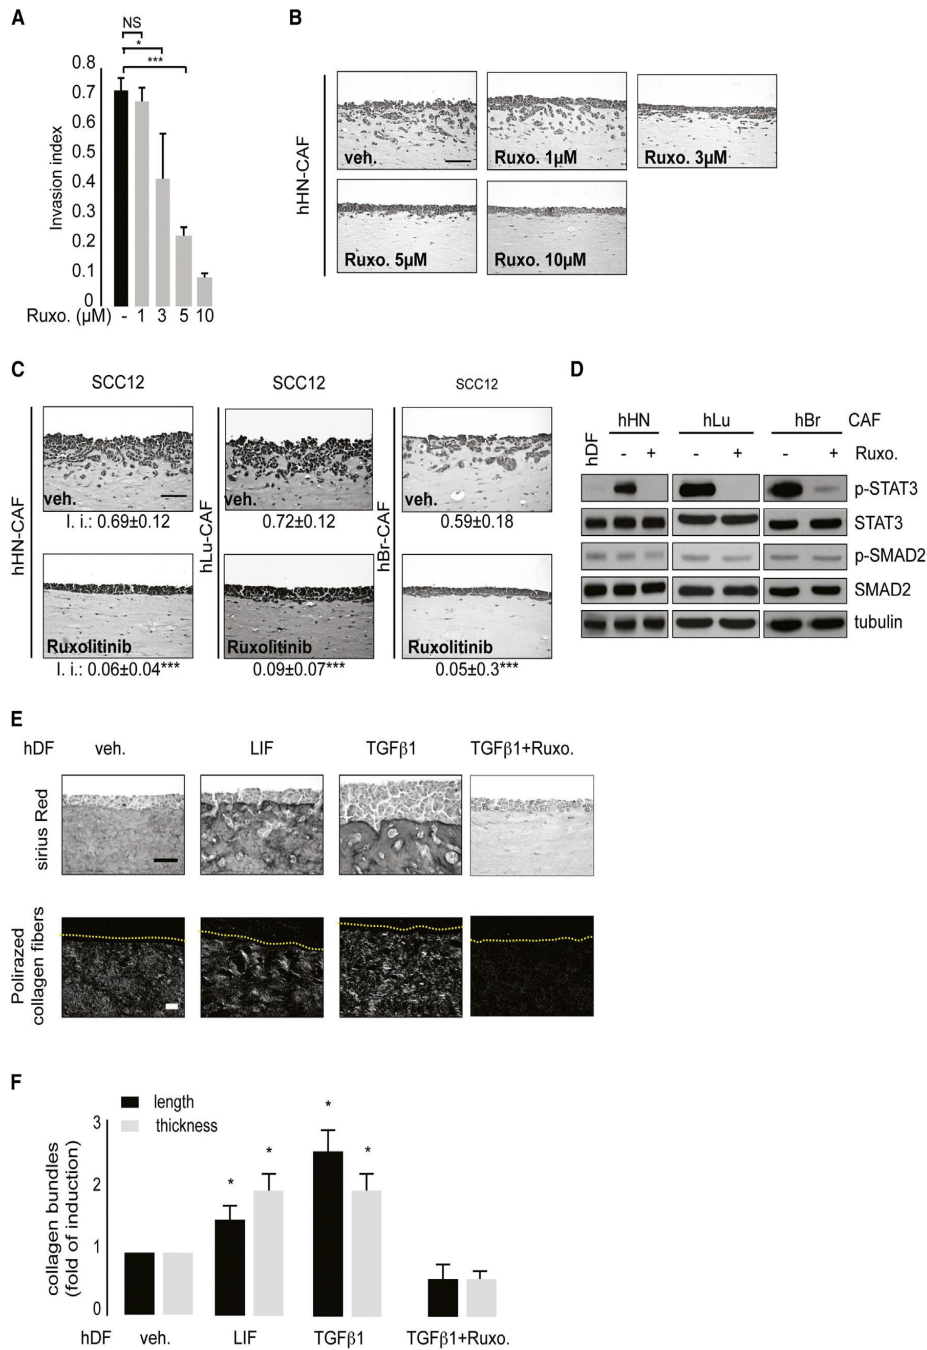 A
NS
*
***
0.8
0.7
0.6
0.5
0.4
0.3
0.2
0.1
0
Invasion index
Ruxo. (µM) - 1 3 5 10
B
hHN-CAF
veh.
Ruxo. 1µM
Ruxo. 3µM
Ruxo. 5µM
Ruxo. 10µM
C
SCC12 SCC12 SCC12
hHN-CAF
hLu-CAF
hBr-CAF
veh. veh. veh.
I. i.: 0.69±0.12 0.72±0.12 0.59±0.18
Ruxolitinib Ruxolitinib Ruxolitinib
I. i.: 0.06±0.04*** 0.09±0.07*** 0.05±0.3***
D
hDF
hHN hLu hBr CAF
- + - + - + Ruxo.
p-STAT3
STAT3
p-SMAD2
SMAD2
tubulin
E
hDF veh. LIF TGFβ1 TGFβ1+Ruxo.
sirius Red
Polirazed
collagen fibers
F
length
thickness
collagen bundles
(fold of induction)
3
2
1
0
* * * *
hDF veh. LIF TGFβ1 TGFβ1+Ruxo.